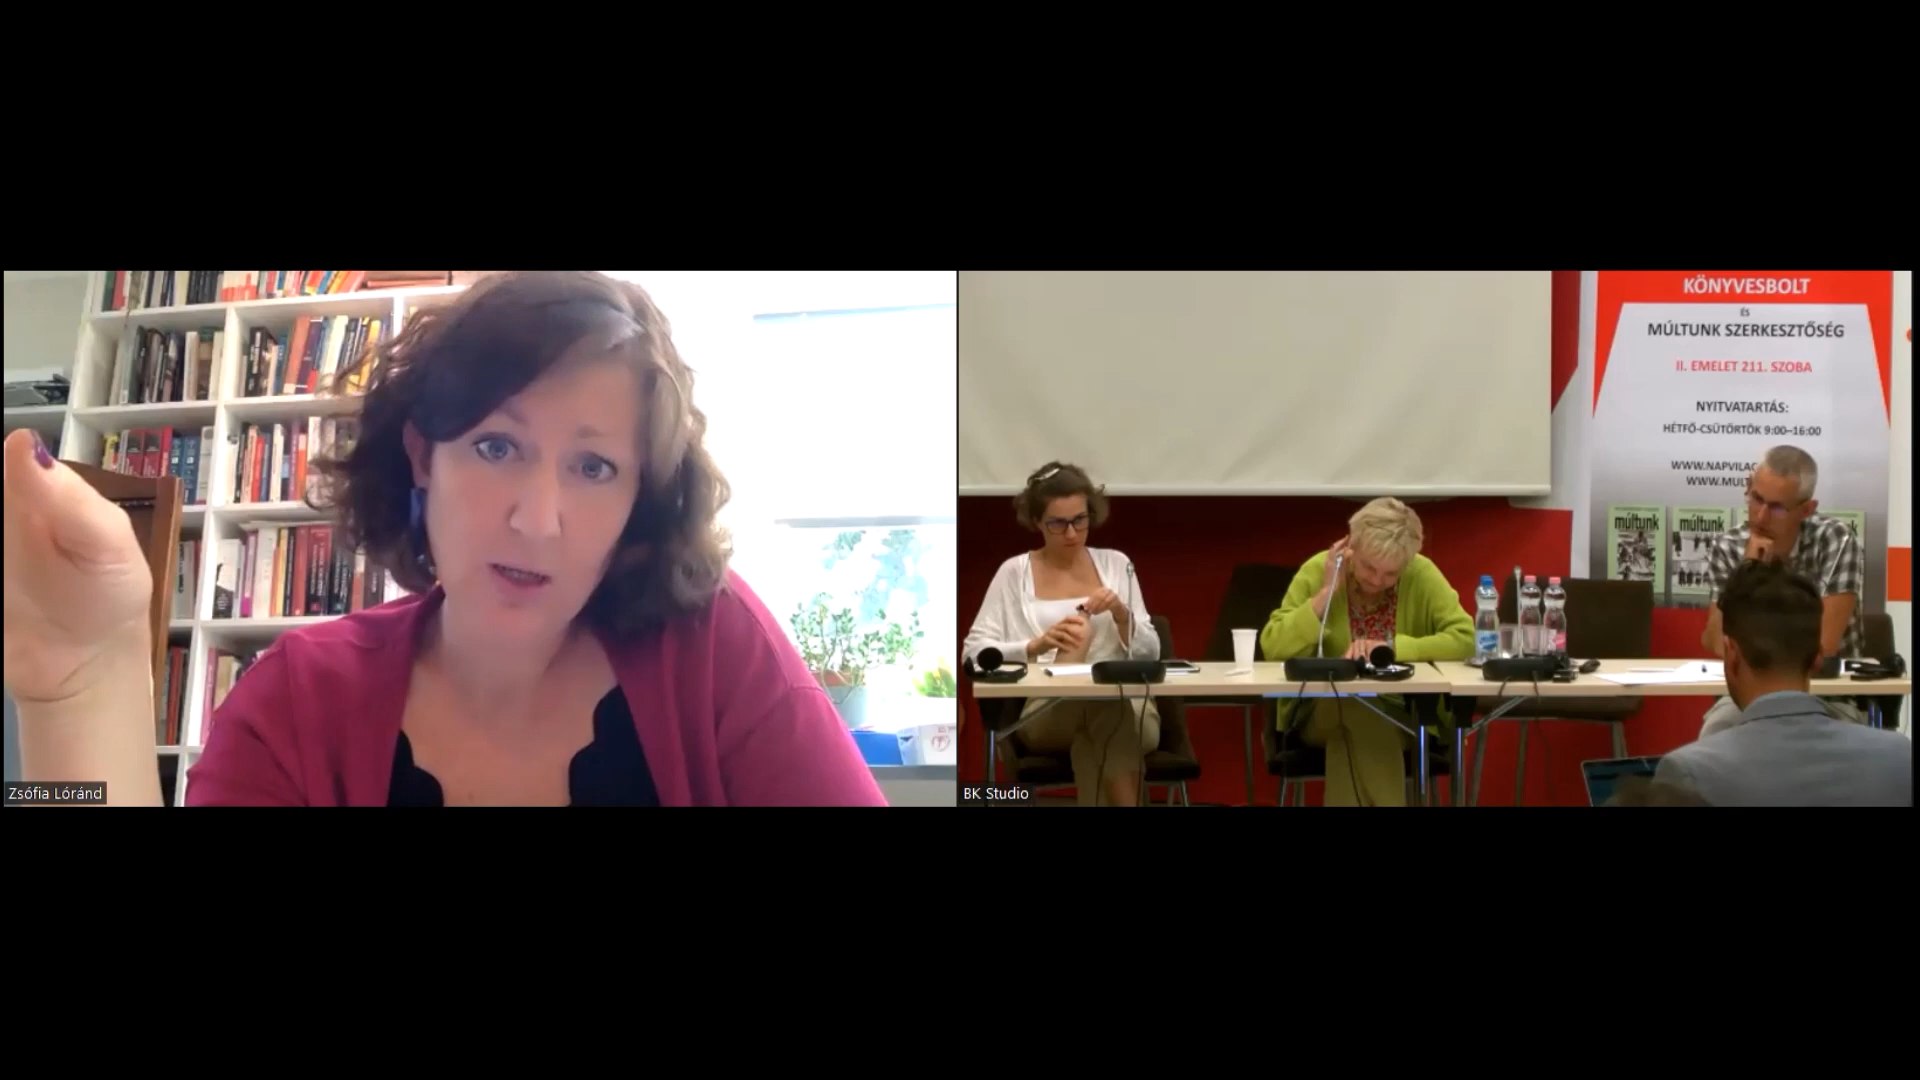 Zsófia Lóránd
KÖNYVESBOLT
ÉS
MÚLTUNK SZERKESZTŐSÉG
II. EMELET 211. SZOBA
NYITVATARTÁS:
HÉTFŐ-CSÜTÖRTÖK 9:00–16:00
múltunk
múltunk
BK Studio